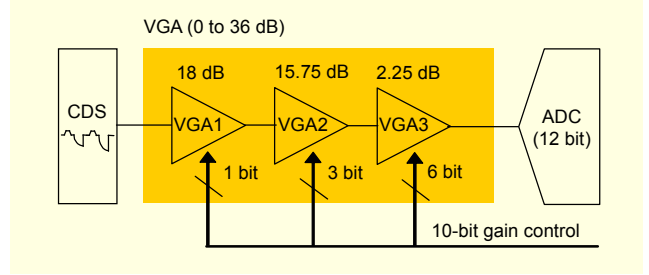 VGA (0 to 36 dB)
18 dB
15.75 dB
2.25 dB
CDS
VGA1
VGA2
VGA3
ADC
(12 bit)
1 bit
3 bit
6 bit
10-bit gain control